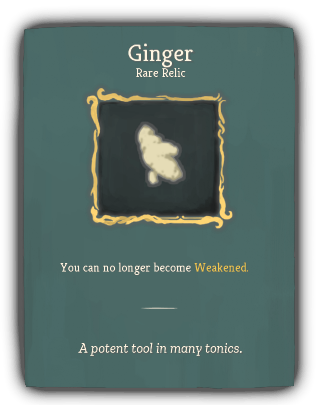 Ginger
Rare Relic
You can no longer become Weakened.
A potent tool in many tonics.